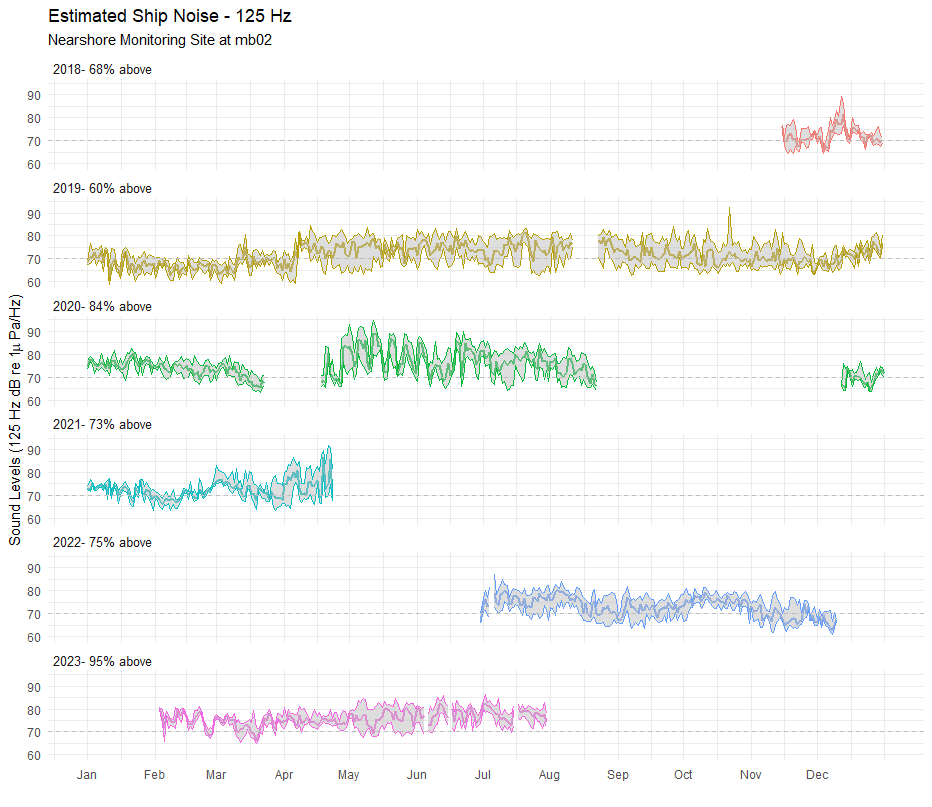 Estimated Ship Noise - 125 Hz
Nearshore Monitoring Site at mb02
Sound Levels (125 Hz dB re 1μ Pa/Hz)
2018- 68% above
90
80
70
60
2019- 60% above
90
80
70
60
2020- 84% above
90
80
70
60
2021- 73% above
90
80
70
60
2022- 75% above
90
80
70
60
2023- 95% above
90
80
70
60
Jan Feb Mar Apr May Jun Jul Aug Sep Oct Nov Dec